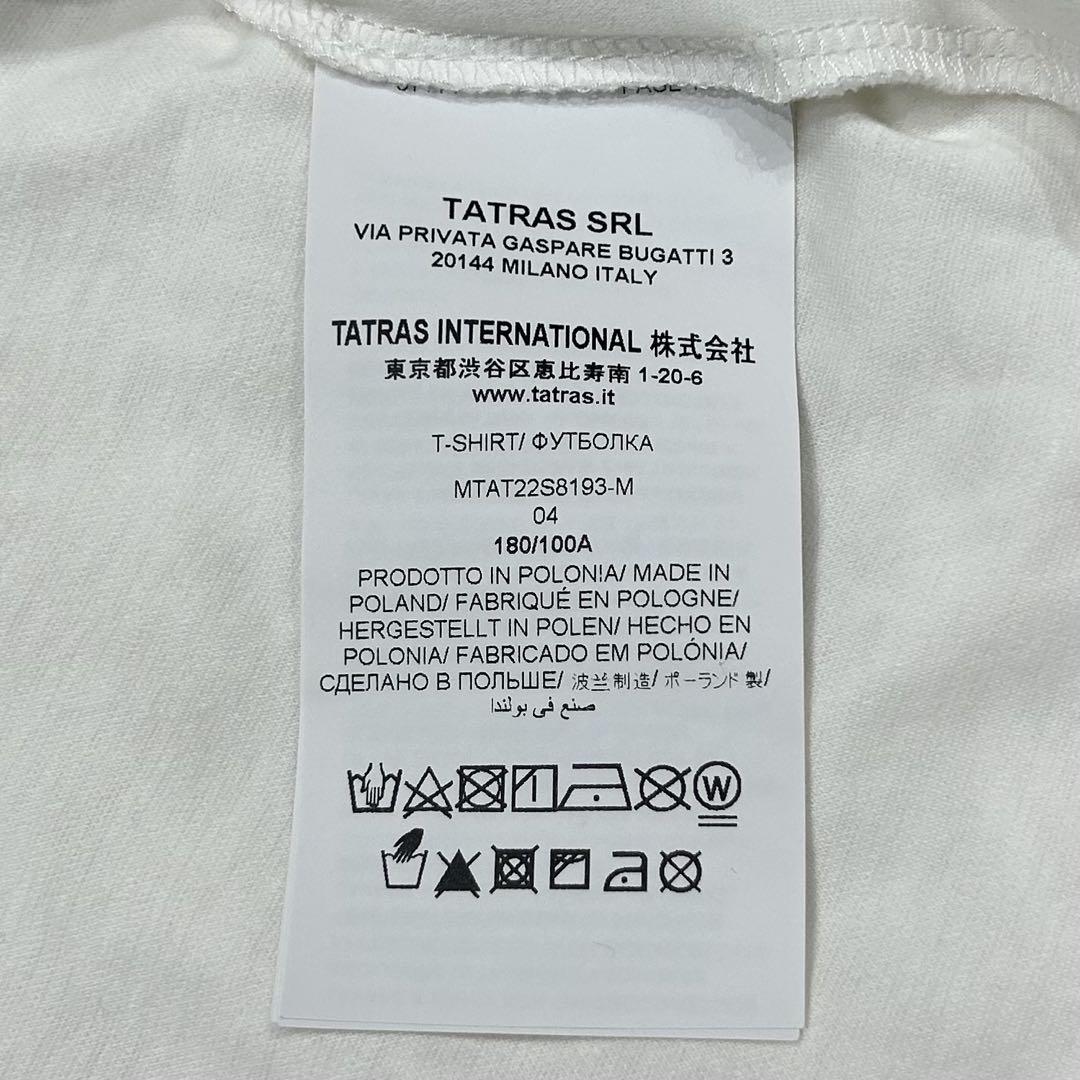 TATRAS SRL
VIA PRIVATA GASPARE BUGATTI 3
20144 MILANO ITALY
TATRAS INTERNATIONAL 株式会社
東京都渋谷区恵比寿南 1-20-6
www.tatras.it
T-SHIRT/ ФУТБОЛКА
MTAT22S8193-M
04
180/100A
PRODOTTO IN POLONIA/ MADE IN
POLAND/ FABRIQUÉ EN POLOGNE/
HERGESTELLT IN POLEN/ HECHO EN
POLONIA/ FABRICADO EM POLÓNIA/
СДЕЛАНО В ПОЛЬШЕ/ 波兰制造/ ポーランド製/
صنع في بولندا
W